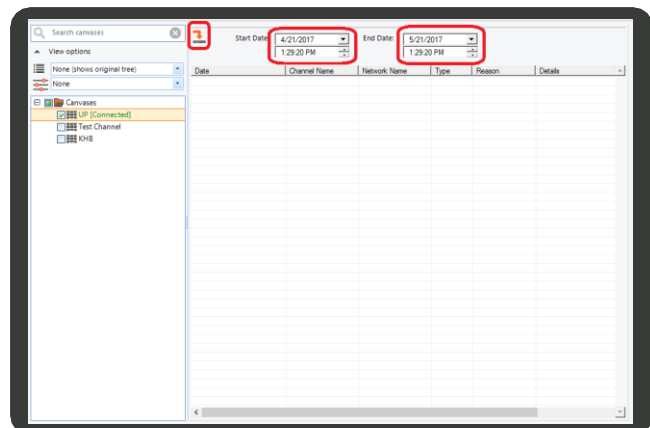 Search canvases
View options
None (shows original tree)
None
Canvases
UP [Connected]
Test Channel
KHB
Start Date: 4/21/2017 End Date: 5/21/2017
1:29:20 PM 1:29:20 PM
Date Channel Name Network Name Type Reason Details